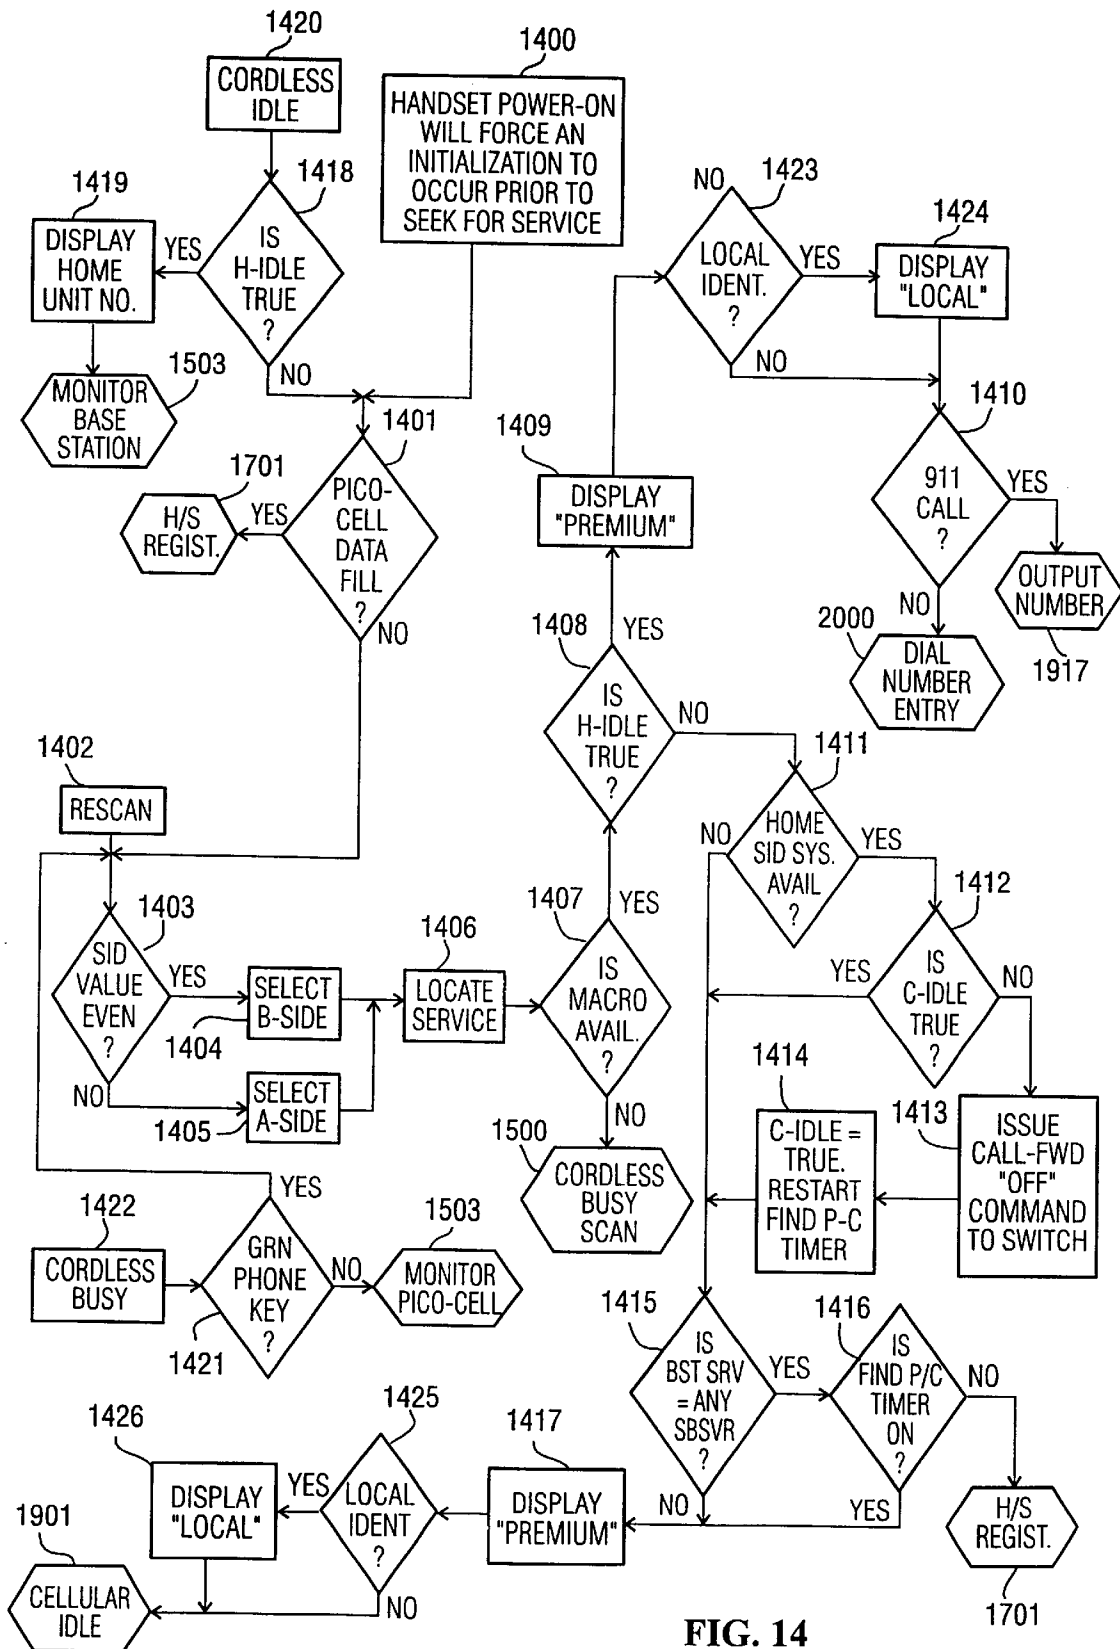 1420
CORDLESS
IDLE
1400
HANDSET POWER-ON
WILL FORCE AN
INITIALIZATION TO
OCCUR PRIOR TO
SEEK FOR SERVICE
1418
IS
H-IDLE
TRUE
?
YES
NO
1419
DISPLAY
HOME
UNIT NO.
1503
MONITOR
BASE
STATION
1401
PICO-
CELL
DATA
FILL
?
YES
NO
1701
H/S
REGIST.
1423
NO
LOCAL
IDENT.
?
YES
NO
1424
DISPLAY
"LOCAL"
1410
911
CALL
?
YES
NO
OUTPUT
NUMBER
1917
2000
DIAL
NUMBER
ENTRY
1409
DISPLAY
"PREMIUM"
1408
YES
IS
H-IDLE
TRUE
?
NO
1402
RESCAN
1403
SID
VALUE
EVEN
?
YES
NO
SELECT
B-SIDE
1404
SELECT
A-SIDE
1405
1406
LOCATE
SERVICE
1407
YES
IS
MACRO
AVAIL.
?
NO
1500
CORDLESS
BUSY
SCAN
1411
HOME
SID SYS.
AVAIL
?
NO
YES
1412
IS
C-IDLE
TRUE
?
YES
NO
1413
ISSUE
CALL-FWD
"OFF"
COMMAND
TO SWITCH
1414
C-IDLE =
TRUE.
RESTART
FIND P-C
TIMER
1422
CORDLESS
BUSY
YES
GRN
PHONE
KEY
?
1421
NO
1503
MONITOR
PICO-CELL
1415
IS
BST SRV
= ANY
SBSVR
?
YES
NO
1416
IS
FIND P/C
TIMER
ON
?
NO
YES
H/S
REGIST.
1701
1417
DISPLAY
"PREMIUM"
1425
LOCAL
IDENT
?
YES
NO
1426
DISPLAY
"LOCAL"
1901
CELLULAR
IDLE
FIG. 14